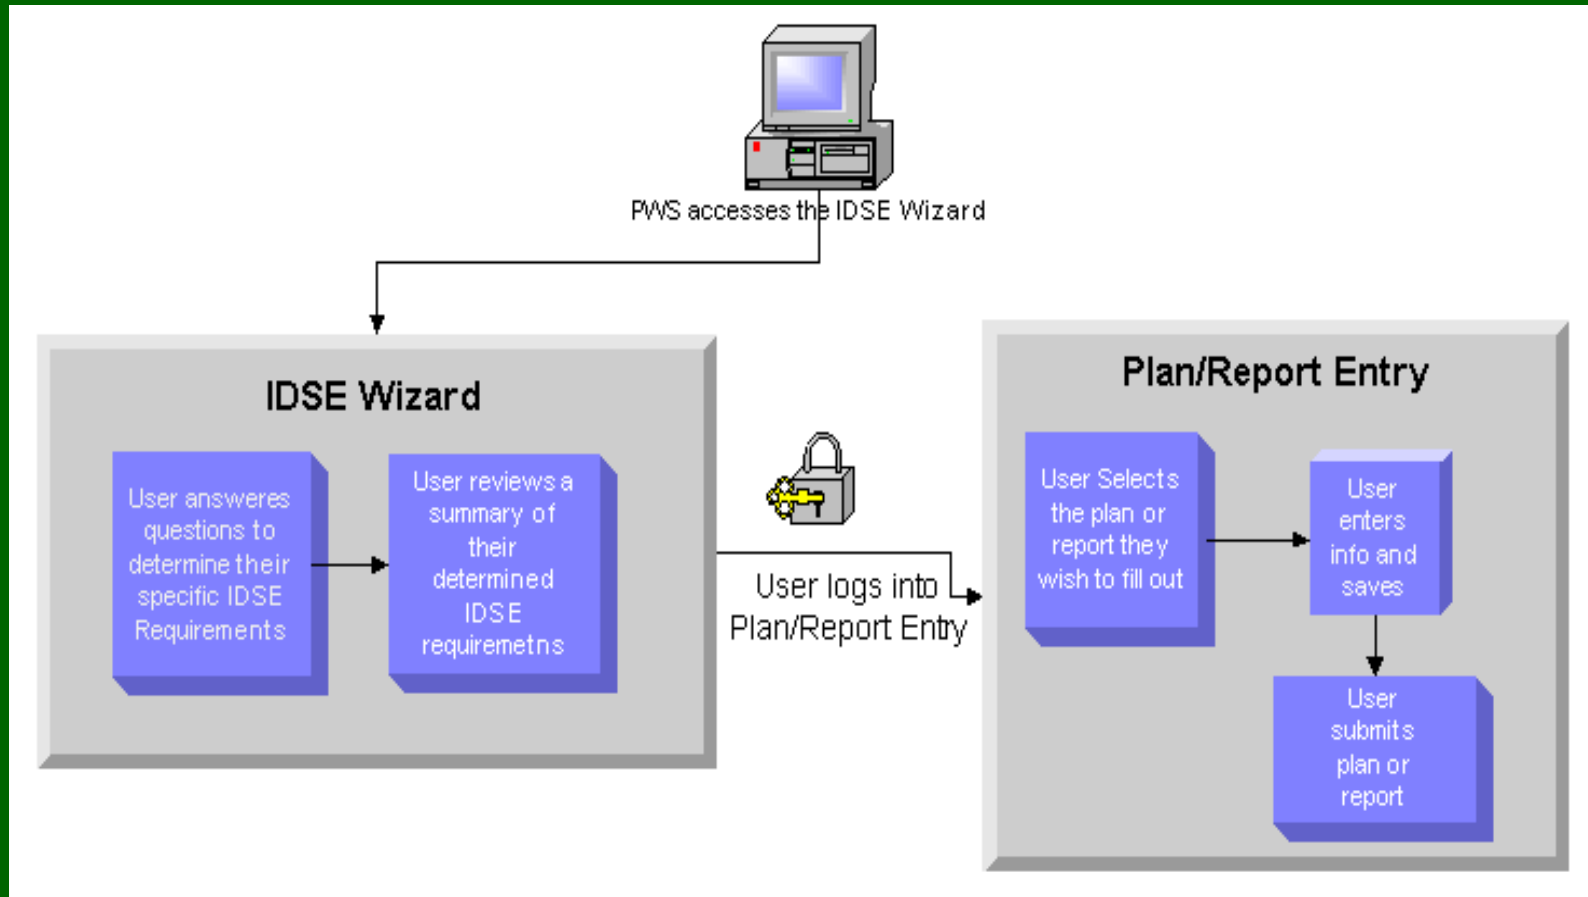 PWS accesses the IDSE Wizard
IDSE Wizard
User answeres
questions to
determine their
specific IDSE
Requirements
User reviews a
summary of
their
determined
IDSE
requiremetns
User logs into
Plan/Report Entry
Plan/Report Entry
User Selects
the plan or
report they
wish to fill out
User
enters
info and
saves
User
submits
plan or
report